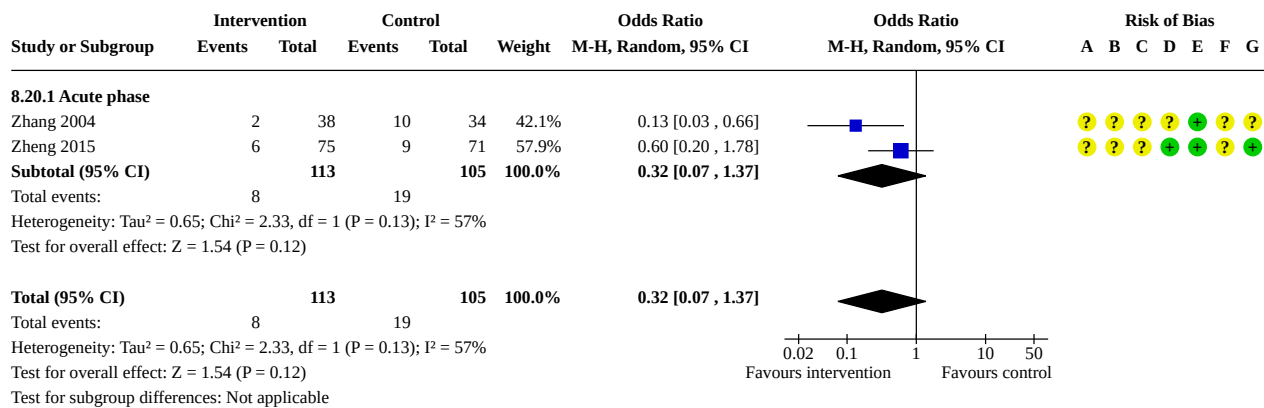 Intervention Control Odds Ratio Odds Ratio Risk of Bias
Study or Subgroup Events Total Events Total Weight M-H, Random, 95% CI M-H, Random, 95% CI A B C D E F G
8.20.1 Acute phase
Zhang 2004 2 38 10 34 42.1% 0.13 [0.03 , 0.66] ? ? ? ? + ? ?
Zheng 2015 6 75 9 71 57.9% 0.60 [0.20 , 1.78] ? ? ? + + ? +
Subtotal (95% CI) 113 105 100.0% 0.32 [0.07 , 1.37]
Total events: 8 19
Heterogeneity: Tau² = 0.65; Chi² = 2.33, df = 1 (P = 0.13); I² = 57%
Test for overall effect: Z = 1.54 (P = 0.12)
Total (95% CI) 113 105 100.0% 0.32 [0.07 , 1.37]
Total events: 8 19
Heterogeneity: Tau² = 0.65; Chi² = 2.33, df = 1 (P = 0.13); I² = 57%
0.02 0.1 1 10 50
Test for overall effect: Z = 1.54 (P = 0.12) Favours intervention Favours control
Test for subgroup differences: Not applicable